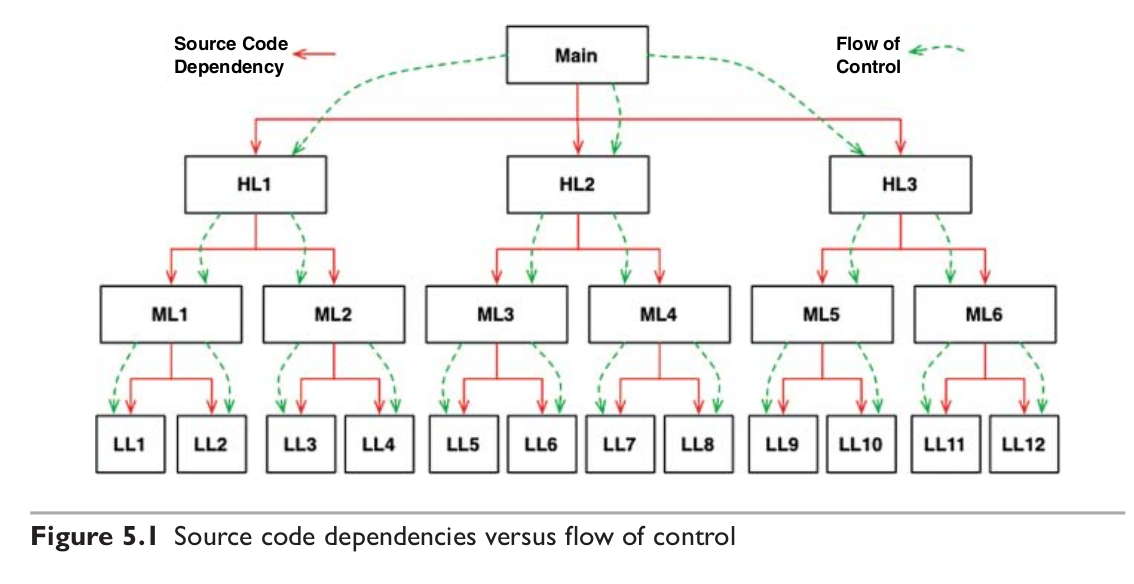 Source Code
Dependency
Main
Flow of
Control
HL1
HL2
HL3
ML1
ML2
ML3
ML4
ML5
ML6
LL1
LL2
LL3
LL4
LL5
LL6
LL7
LL8
LL9
LL10
LL11
LL12
Figure 5.1 Source code dependencies versus flow of control